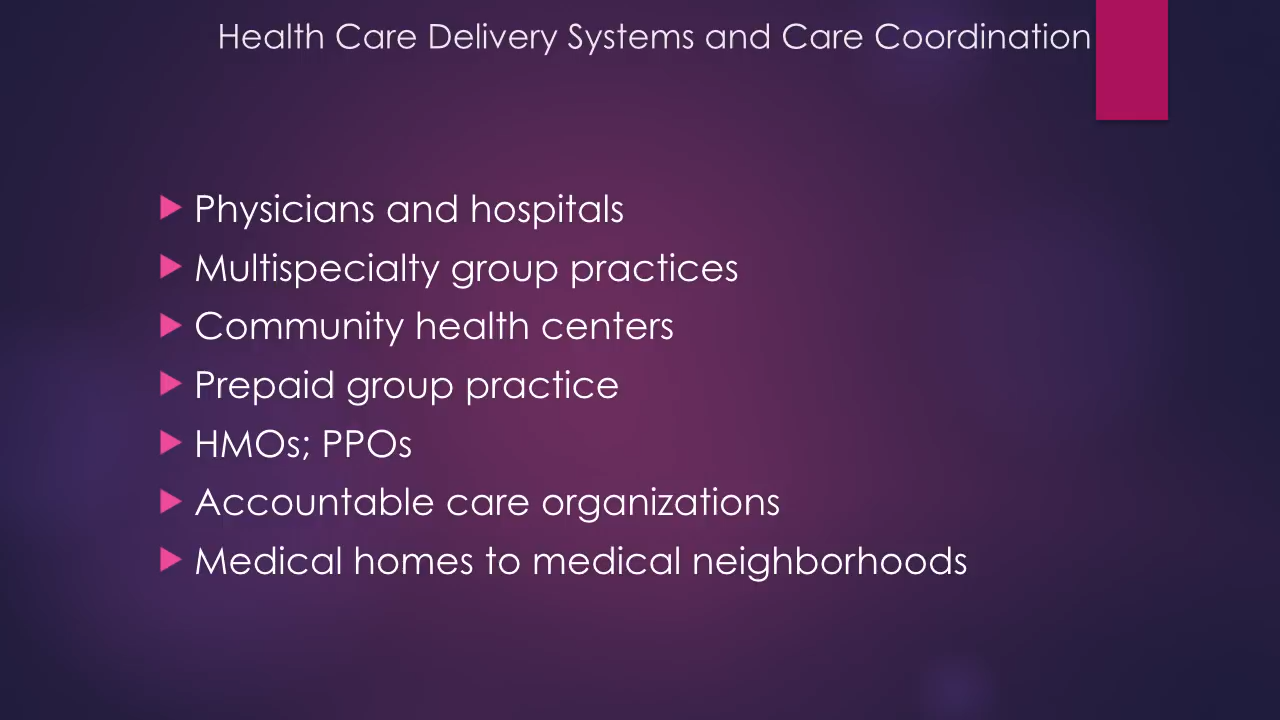 Health Care Delivery Systems and Care Coordination
Physicians and hospitals
Multispecialty group practices
Community health centers
Prepaid group practice
HMOs; PPOs
Accountable care organizations
Medical homes to medical neighborhoods